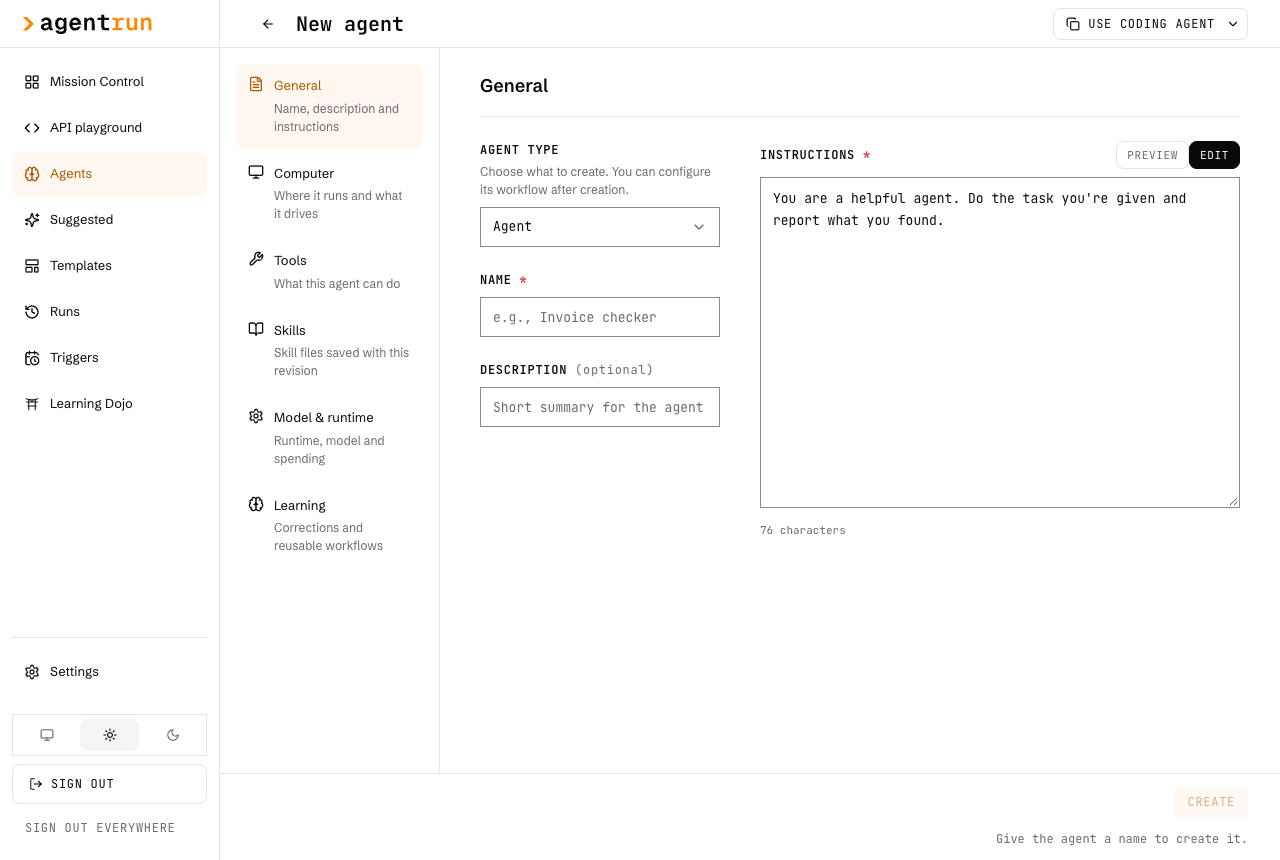 agentrun
New agent
USE CODING AGENT
Mission Control
API playground
Agents
Suggested
Templates
Runs
Triggers
Learning Dojo
Settings
SIGN OUT
SIGN OUT EVERYWHERE
General
Name, description and
instructions
Computer
Where it runs and what
it drives
Tools
What this agent can do
Skills
Skill files saved with this
revision
Model & runtime
Runtime, model and
spending
Learning
Corrections and
reusable workflows
General
AGENT TYPE
Choose what to create. You can configure
its workflow after creation.
Agent
NAME *
e.g., Invoice checker
DESCRIPTION (optional)
Short summary for the agent
INSTRUCTIONS *
PREVIEW
EDIT
You are a helpful agent. Do the task you're given and
report what you found.
76 characters
CREATE
Give the agent a name to create it.